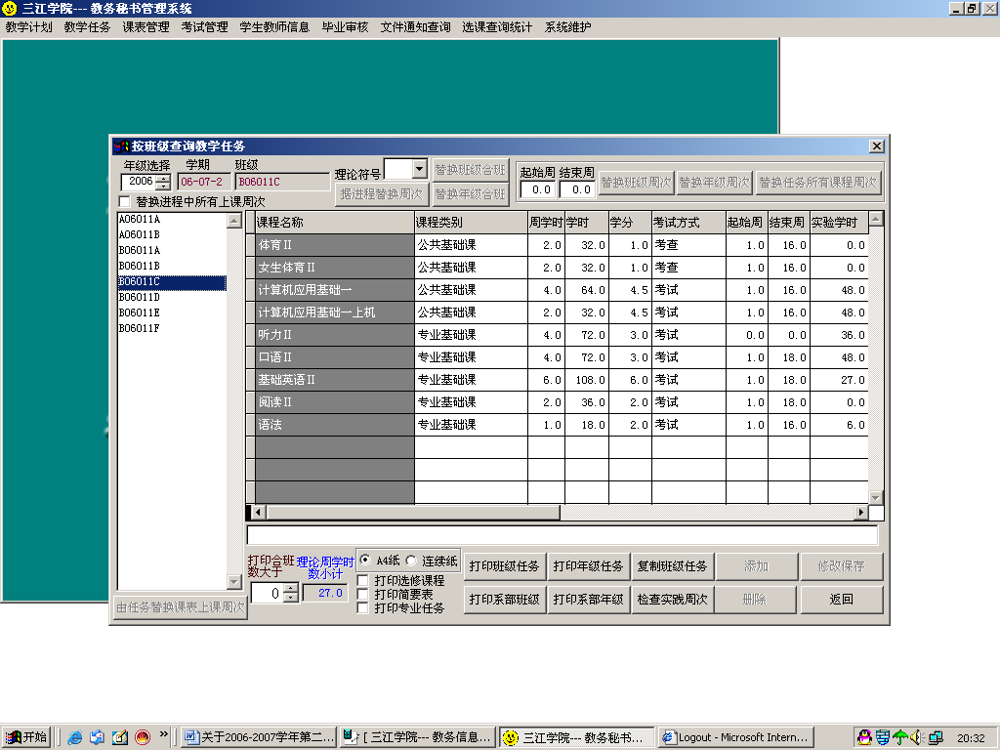 三江学院--- 教务秘书管理系统
教学计划 教学任务 课表管理 考试管理 学生教师信息 毕业审核 文件通知查询 选课查询统计 系统维护
按班级查询教学任务
年级选择 学期 班级
2006 06-07-2 B06011C
理论符号 替换班级合班
据进程替换周次 替换年级合班
起始周 结束周
0.0 0.0 替换班级周次 替换年级周次 替换任务所有课程周次
替换进程中所有上课周次
A06011A
A06011B
B06011A
B06011B
B06011C
B06011D
B06011E
B06011F
课程名称 课程类别 周学时 学时 学分 考试方式 起始周 结束周 实验学时
体育Ⅱ 公共基础课 2.0 32.0 1.0 考查 1.0 16.0 0.0
女生体育Ⅱ 公共基础课 2.0 32.0 1.0 考查 1.0 16.0 0.0
计算机应用基础一 公共基础课 4.0 64.0 4.5 考试 1.0 16.0 48.0
计算机应用基础一上机 公共基础课 2.0 32.0 4.5 考试 1.0 16.0 48.0
听力Ⅱ 专业基础课 4.0 72.0 3.0 考试 0.0 0.0 36.0
口语Ⅱ 专业基础课 4.0 72.0 3.0 考试 1.0 18.0 48.0
基础英语Ⅱ 专业基础课 6.0 108.0 6.0 考试 1.0 18.0 27.0
阅读Ⅱ 专业基础课 2.0 36.0 2.0 考试 1.0 18.0 0.0
语法 专业基础课 1.0 18.0 2.0 考试 1.0 16.0 6.0
打印合班数大于 0
理论周学时数小计 27.0
A4纸 连续纸
打印选修课程
打印简要表
打印专业任务
打印班级任务 打印年级任务 复制班级任务 添加 修改保存
打印系部班级 打印系部年级 检查实践周次 删除 返回
由任务替换课表上课周次
开始 » 关于2006-2007学年第二... [ 三江学院--- 教务信息... 三江学院--- 教务秘书... Logout - Microsoft Intern... 20:32